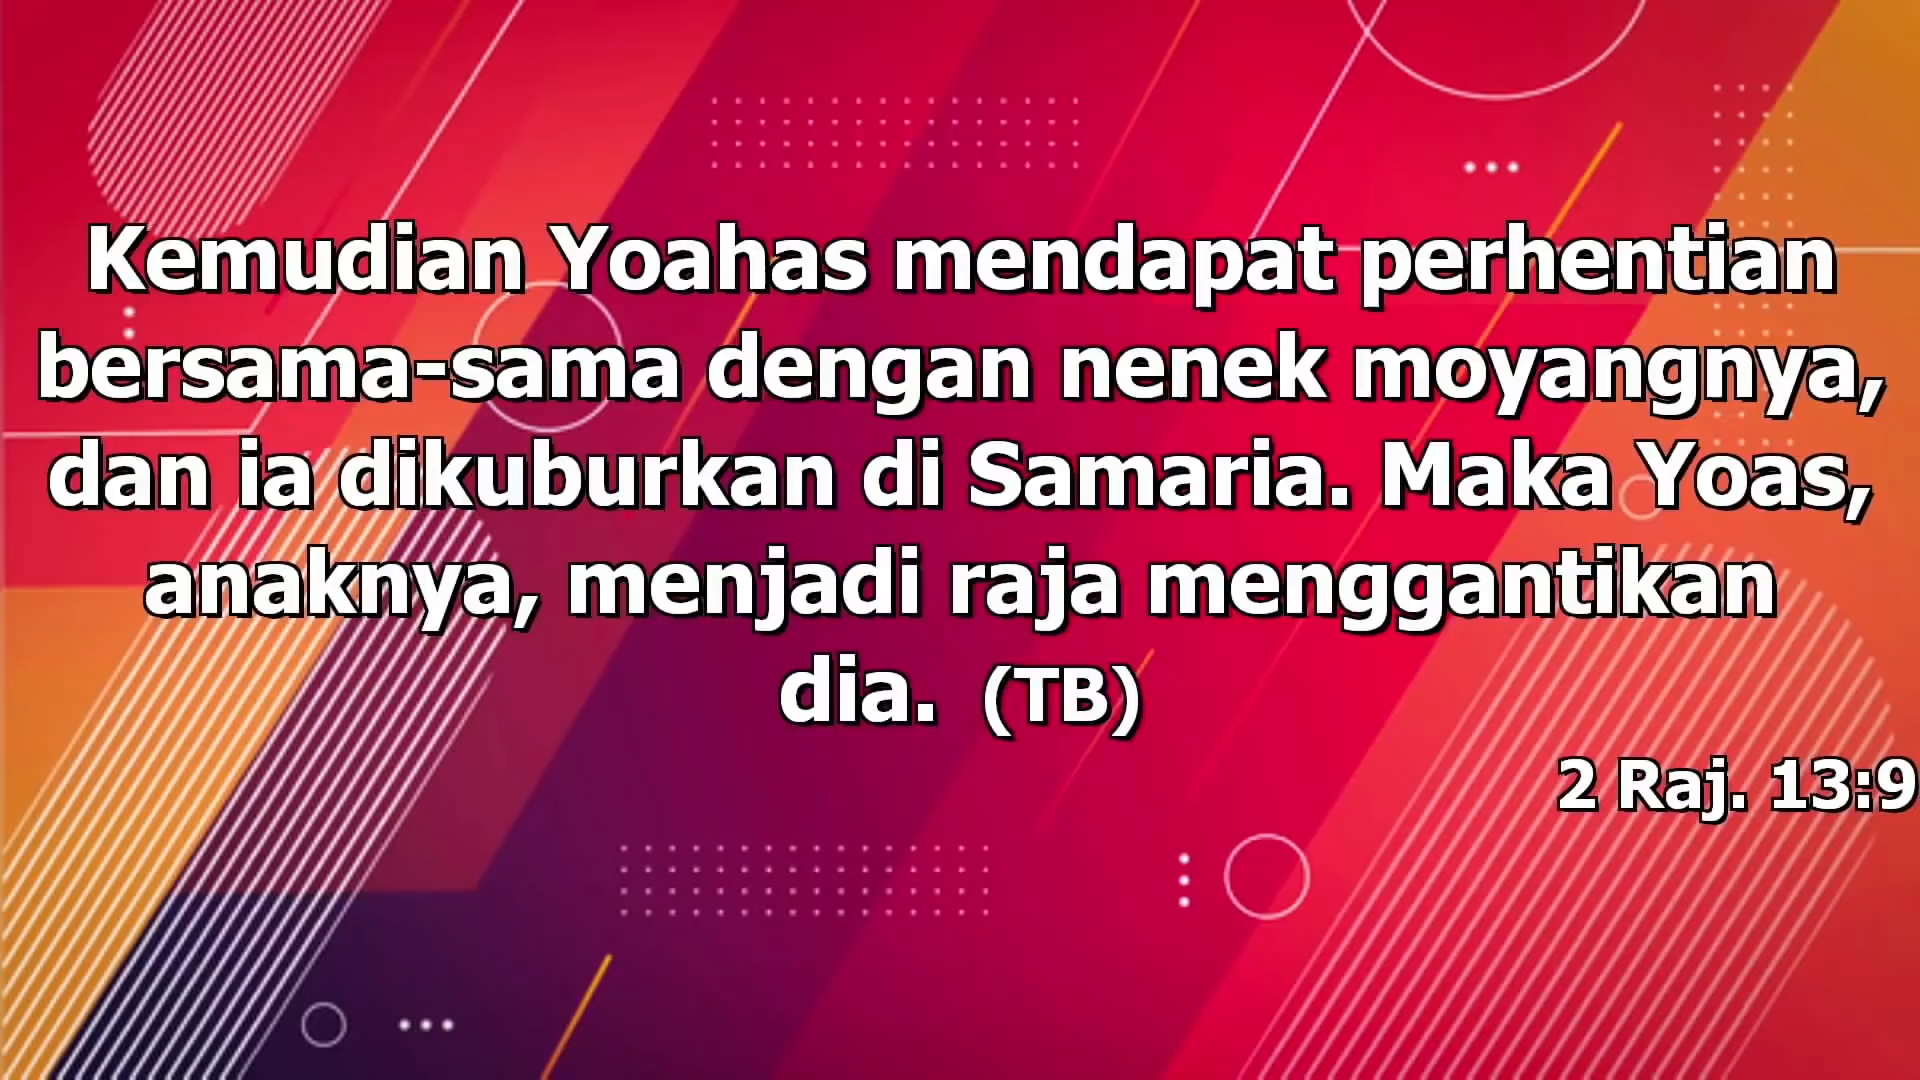 Kemudian Yoahas mendapat perhentian
bersama-sama dengan nenek moyangnya,
dan ia dikuburkan di Samaria. Maka Yoas,
anaknya, menjadi raja menggantikan
dia. (TB)
2 Raj. 13:9